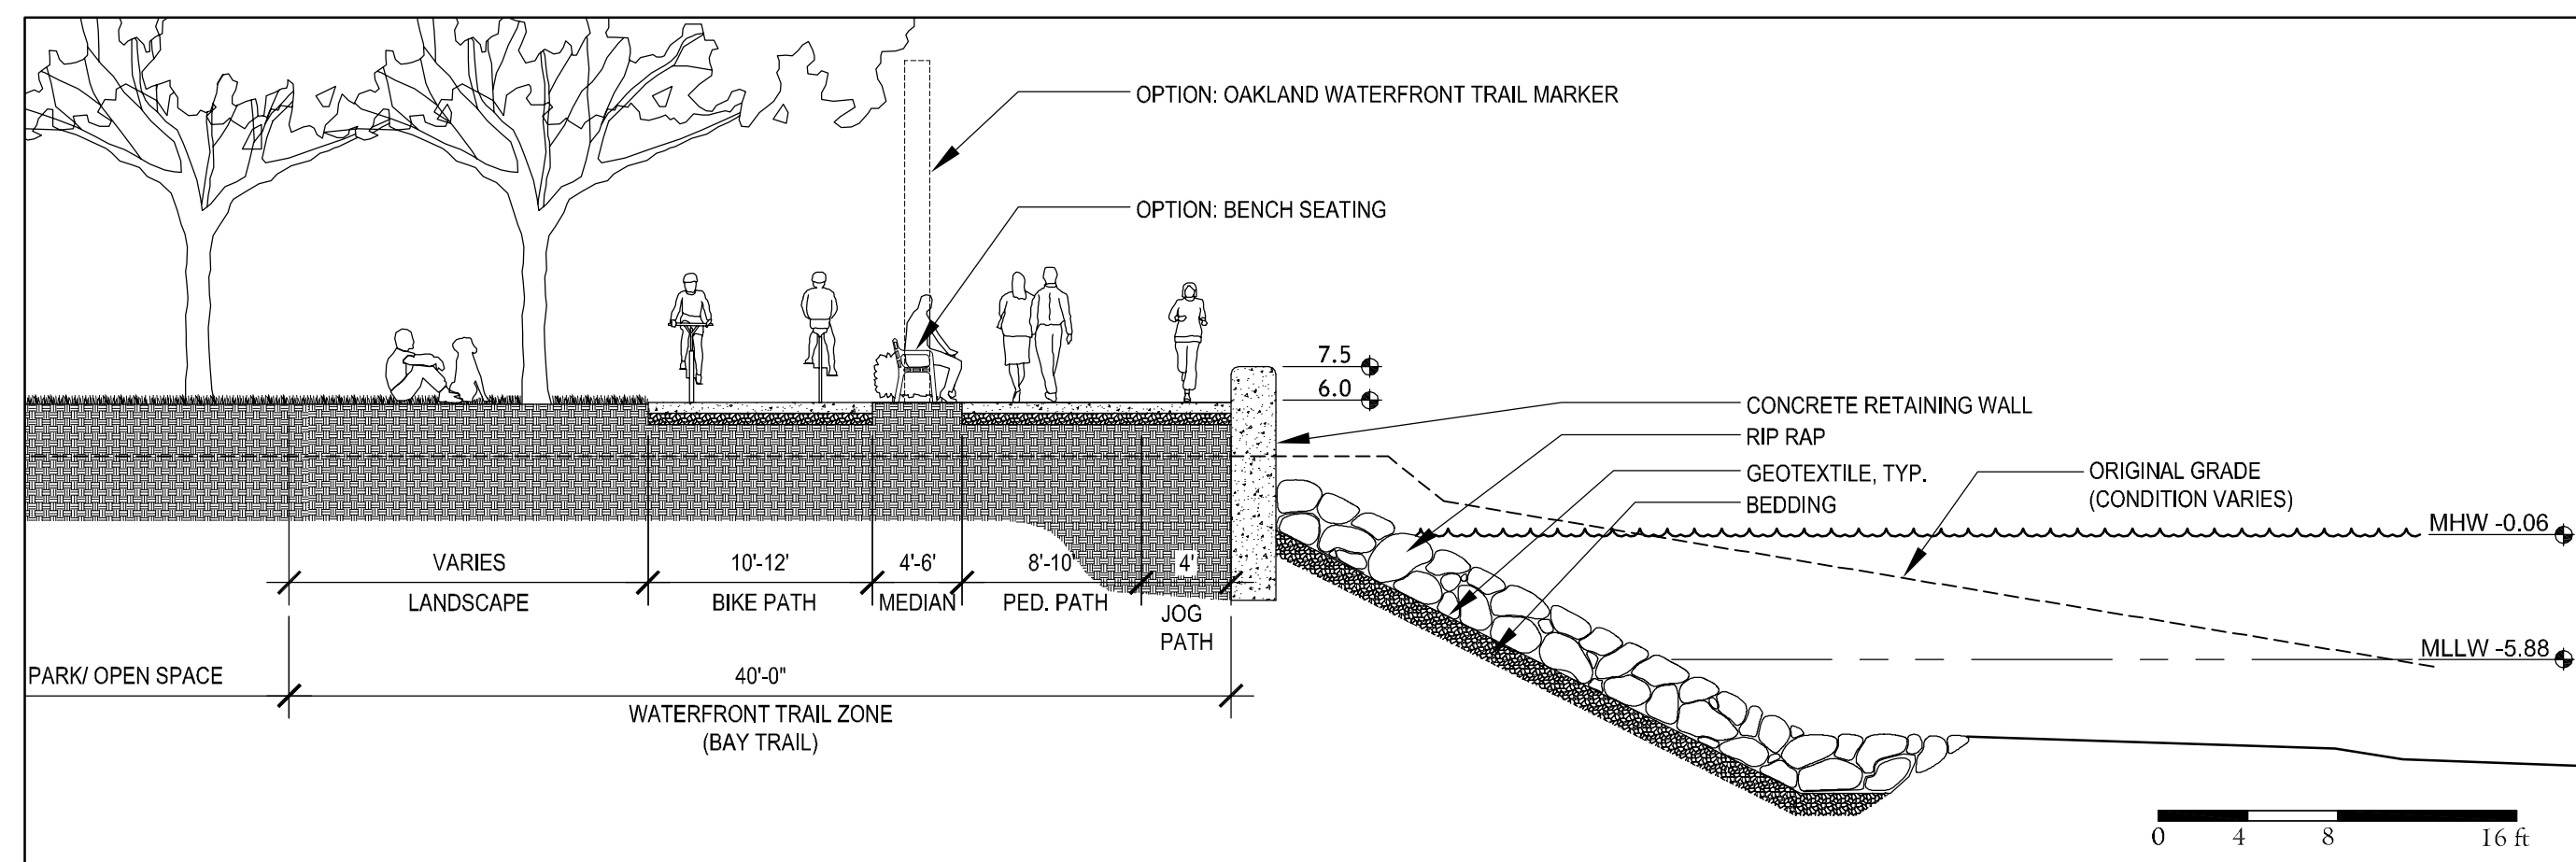 OPTION: OAKLAND WATERFRONT TRAIL MARKER
OPTION: BENCH SEATING
7.5
6.0
CONCRETE RETAINING WALL
RIP RAP
GEOTEXTILE, TYP.
BEDDING
ORIGINAL GRADE
(CONDITION VARIES)
MHW -0.06
MLLW -5.88
VARIES
LANDSCAPE
10'-12'
BIKE PATH
4'-6'
MEDIAN
8'-10'
PED. PATH
4'
JOG
PATH
PARK/ OPEN SPACE
40'-0"
WATERFRONT TRAIL ZONE
(BAY TRAIL)
0 4 8 16 ft